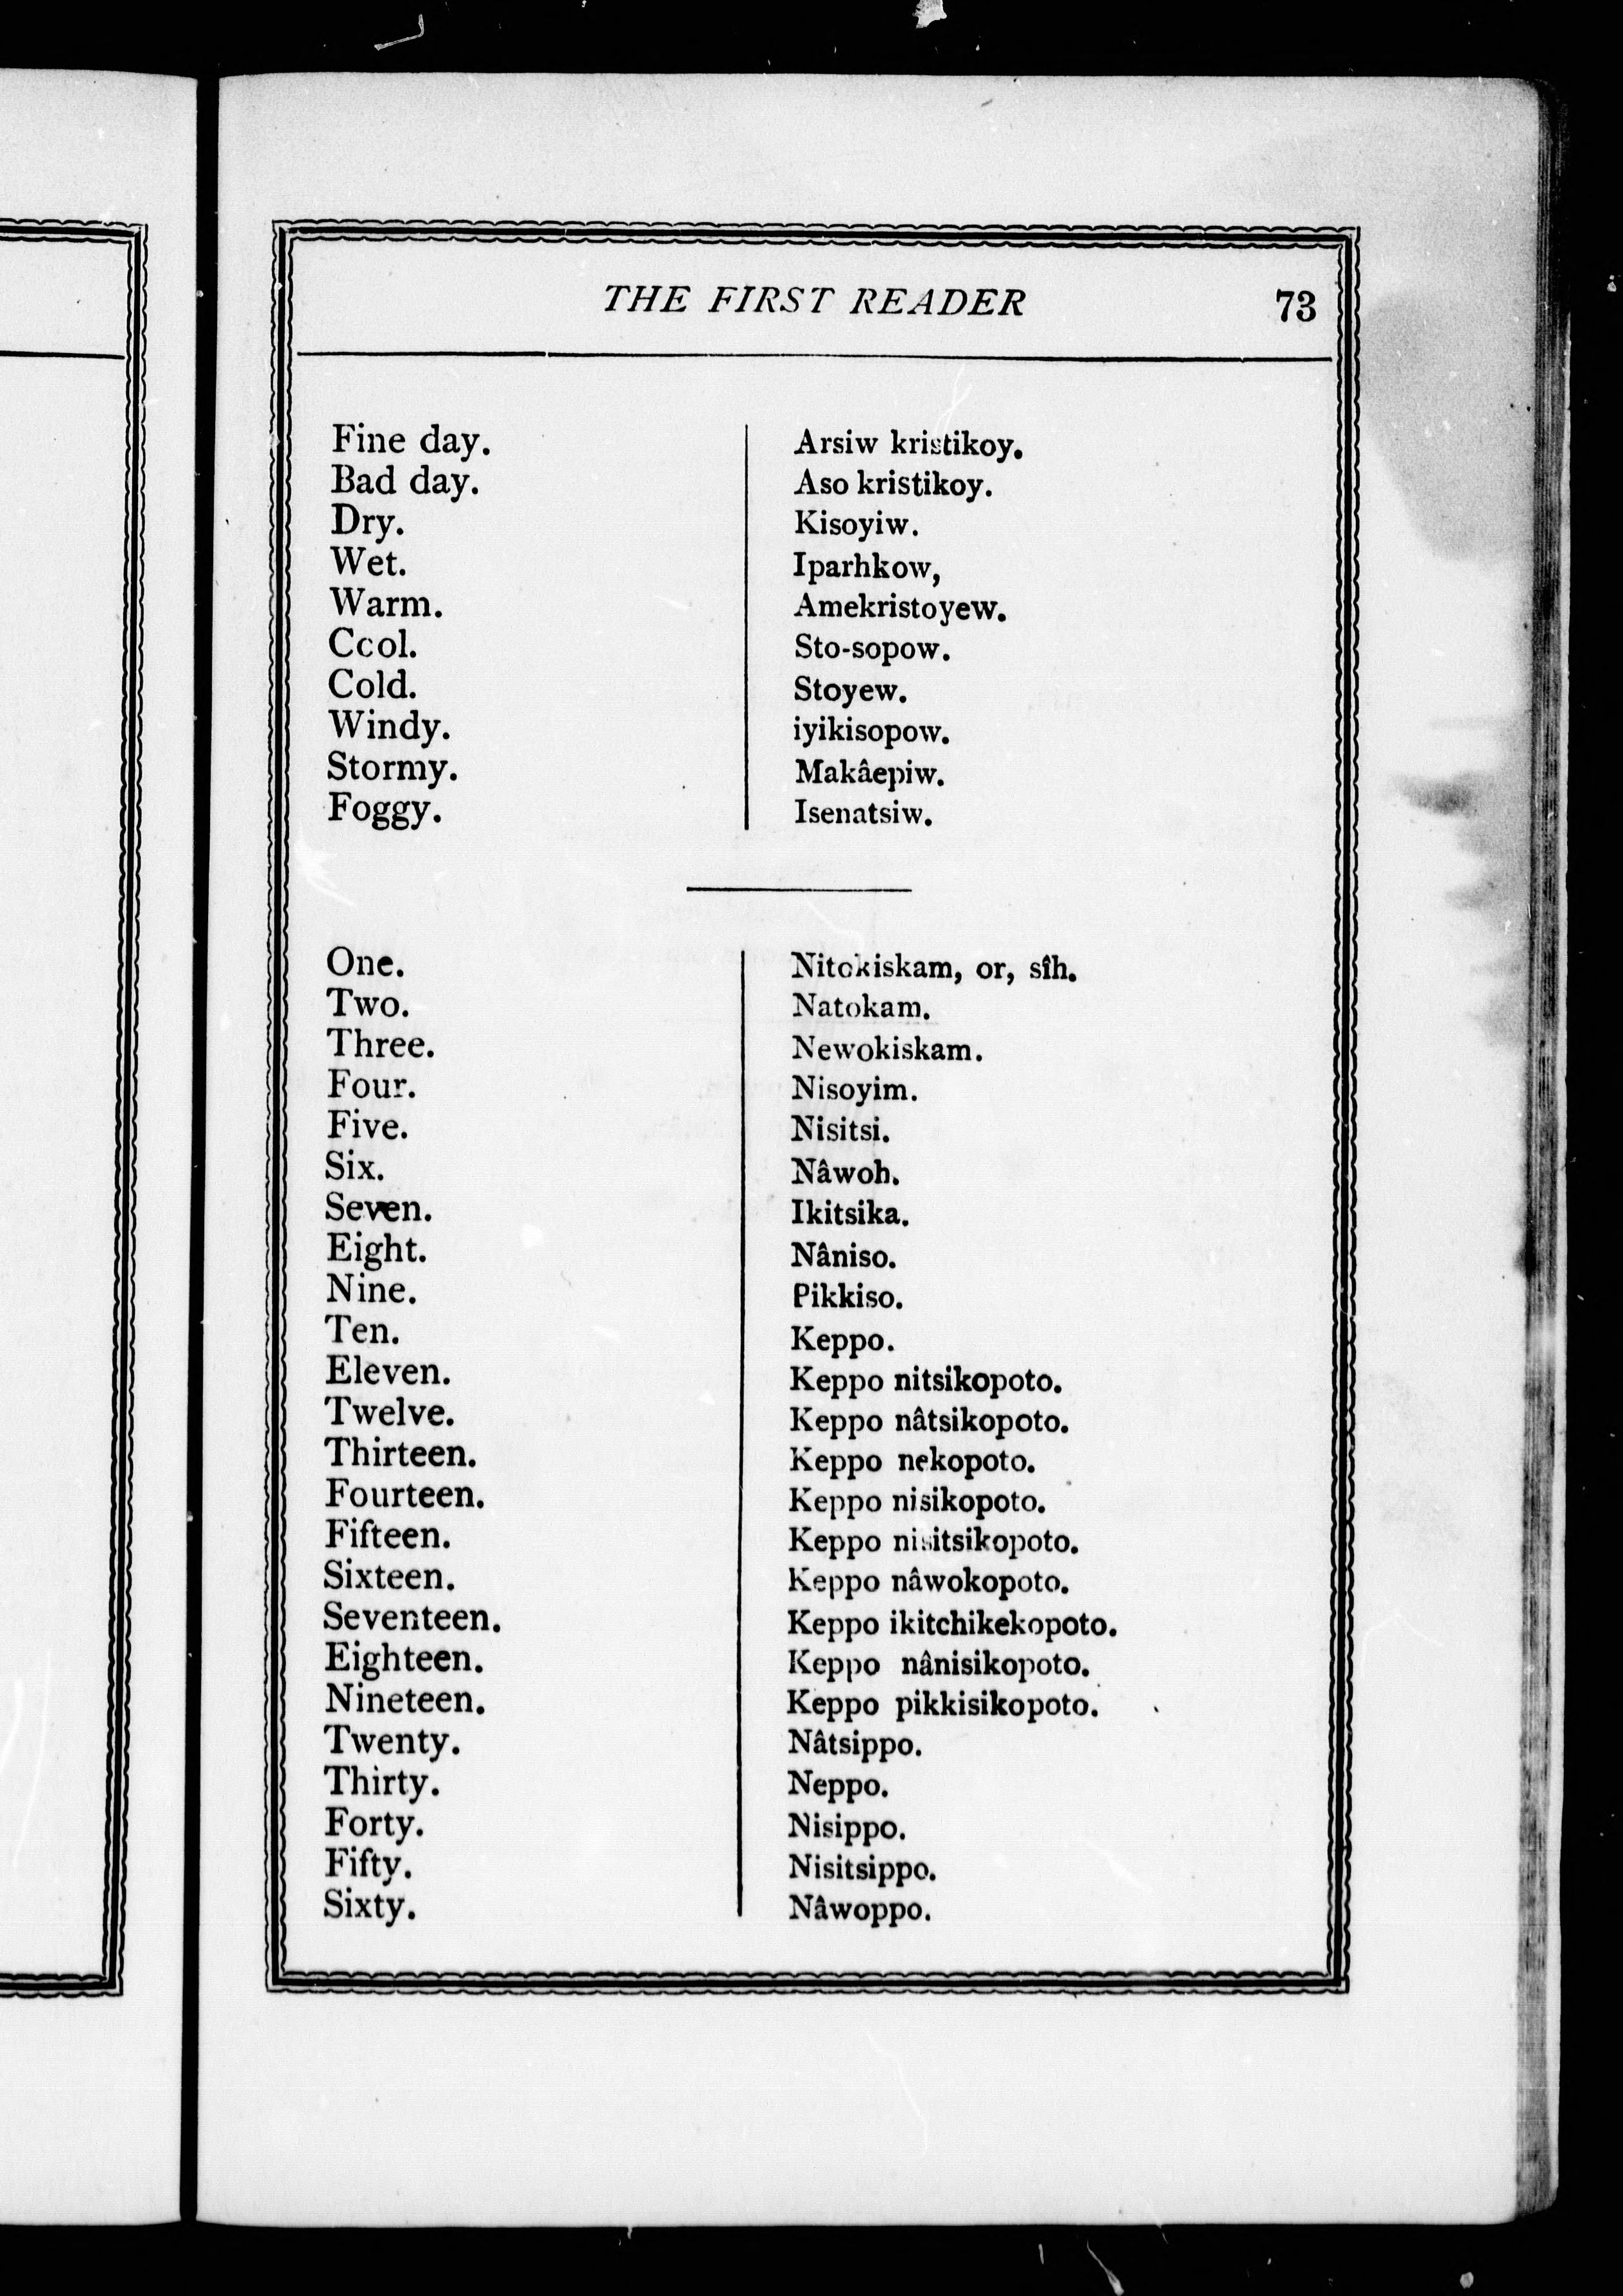 THE FIRST READER 73
Fine day. Arsiw kristikoy.
Bad day. Aso kristikoy.
Dry. Kisoyiw.
Wet. Iparhkow,
Warm. Amekristoyew.
Cool. Sto-sopow.
Cold. Stoyew.
Windy. iyikisopow.
Stormy. Makâepiw.
Foggy. Isenatsiw.
One. Nitokiskam, or, sîh.
Two. Natokam.
Three. Newokiskam.
Four. Nisoyim.
Five. Nisitsi.
Six. Nâwoh.
Seven. Ikitsika.
Eight. Nâniso.
Nine. Pikkiso.
Ten. Keppo.
Eleven. Keppo nitsikopoto.
Twelve. Keppo nâtsikopoto.
Thirteen. Keppo nekopoto.
Fourteen. Keppo nisikopoto.
Fifteen. Keppo nisitsikopoto.
Sixteen. Keppo nâwokopoto.
Seventeen. Keppo ikitchikekopoto.
Eighteen. Keppo nânisikopoto.
Nineteen. Keppo pikkisikopoto.
Twenty. Nâtsippo.
Thirty. Neppo.
Forty. Nisippo.
Fifty. Nisitsippo.
Sixty. Nâwoppo.